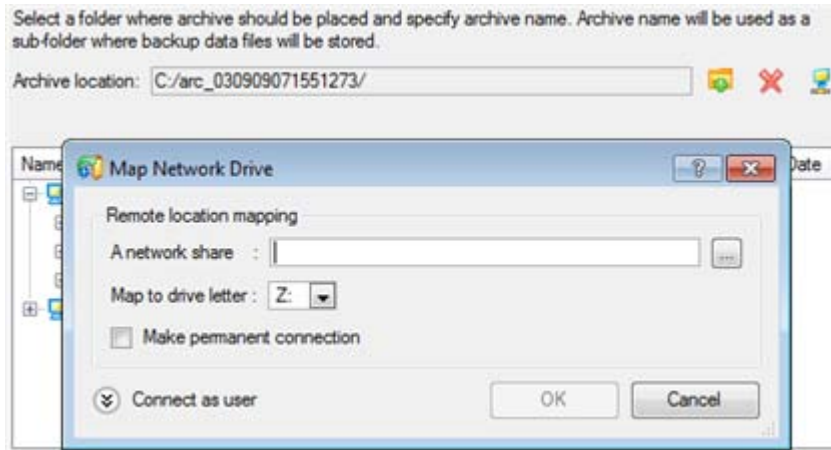 Select a folder where archive should be placed and specify archive name. Archive name will be used as a
sub-folder where backup data files will be stored.
Archive location: C:/arc_030909071551273/
Name
Date
Map Network Drive
Remote location mapping
A network share :
...
Map to drive letter : Z:
Make permanent connection
Connect as user
OK
Cancel